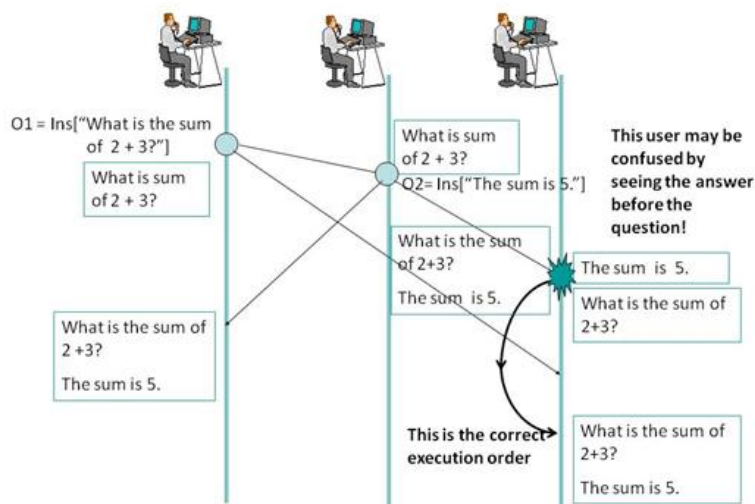 O1 = Ins["What is the sum
of 2 + 3?"]
What is sum
of 2 + 3?
What is sum
of 2 + 3?
O2= Ins["The sum is 5."]
This user may be
confused by
seeing the answer
before the
question!
What is the sum
of 2+3?
The sum is 5.
The sum is 5.
What is the sum of
2+3?
What is the sum of
2 +3?
The sum is 5.
This is the correct
execution order
What is the sum of
2+3?
The sum is 5.